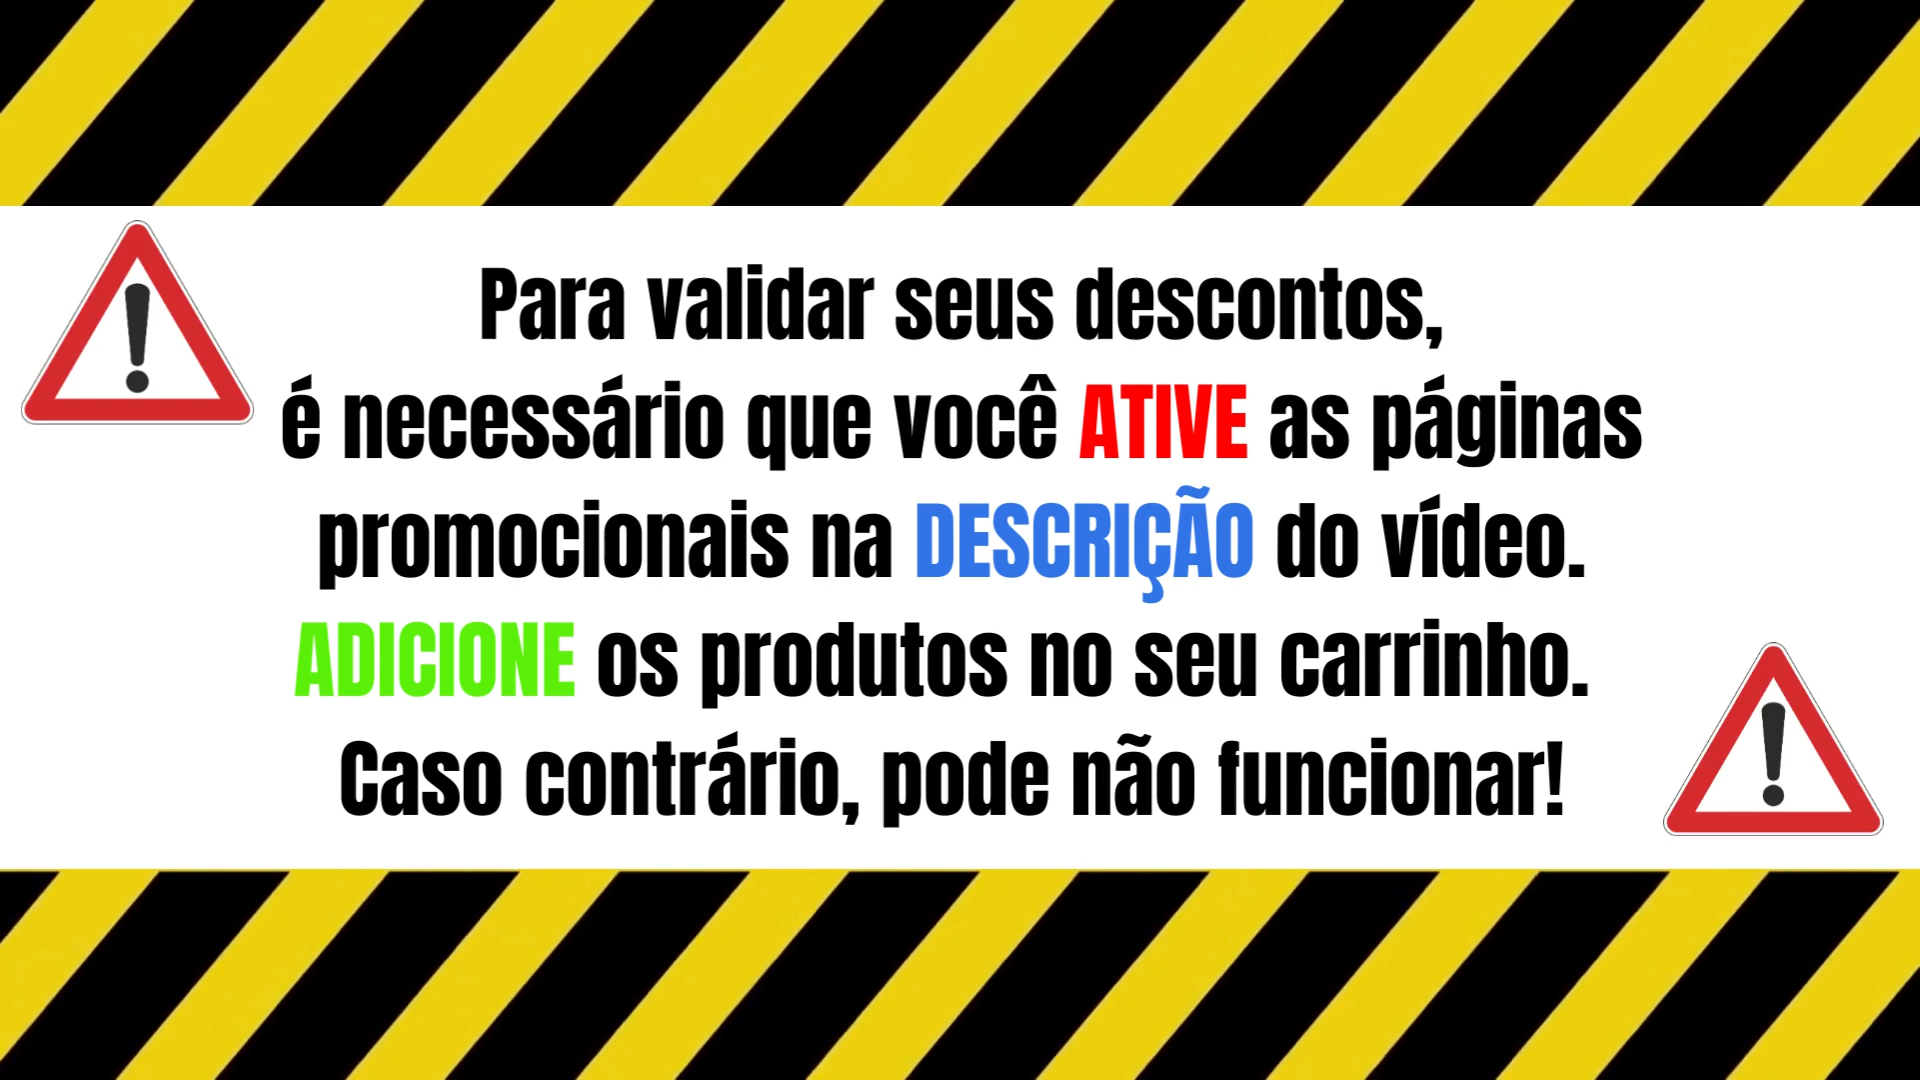 Para validar seus descontos,
é necessário que você ATIVE as páginas
promocionais na DESCRIÇÃO do vídeo.
ADICIONE os produtos no seu carrinho.
Caso contrário, pode não funcionar!